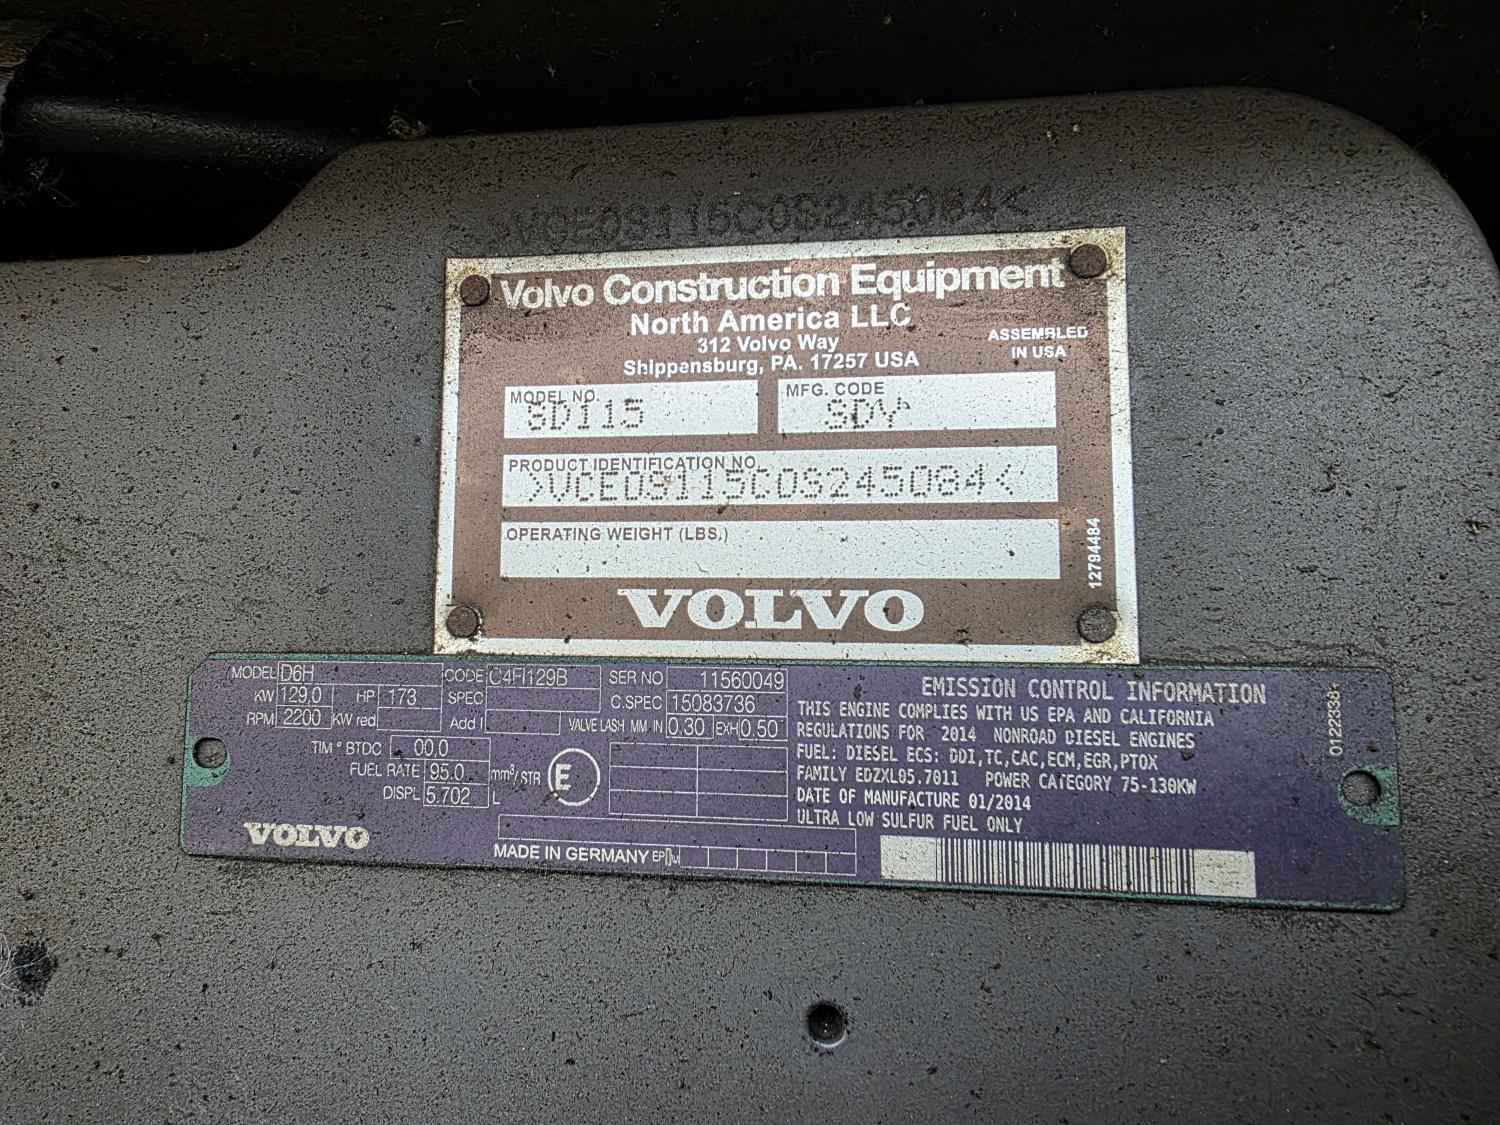 >VCE0S115C0S245084<
Volvo Construction Equipment
North America LLC
312 Volvo Way
Shippensburg, PA. 17257 USA
ASSEMBLED
IN USA
MODEL NO.
SD115
MFG. CODE
SDV
PRODUCT IDENTIFICATION NO.
>VCE0S115C0S245084<
OPERATING WEIGHT (LBS.)
12794484
VOLVO
MODEL D6H CODE C4FI129B SER NO 11560049
KW 129.0 HP 173 SPEC C.SPEC 15083736
RPM 2200 KW red Add I VALVE LASH MM IN 0.30 EXH 0.50
TIM ° BTDC 00,0
FUEL RATE 95.0 mm³/STR
DISPL 5.702 L
E
VOLVO
MADE IN GERMANY EP
EMISSION CONTROL INFORMATION
THIS ENGINE COMPLIES WITH US EPA AND CALIFORNIA
REGULATIONS FOR 2014 NONROAD DIESEL ENGINES
FUEL: DIESEL ECS: DDI,TC,CAC,ECM,EGR,PTOX
FAMILY EDZXL05.7011 POWER CATEGORY 75-130KW
DATE OF MANUFACTURE 01/2014
ULTRA LOW SULFUR FUEL ONLY